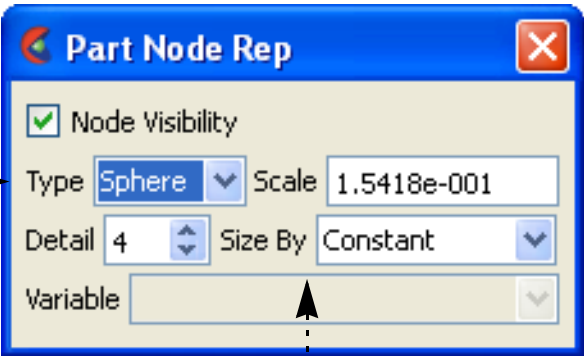 Part Node Rep
Node Visibility
Type Sphere Scale 1.5418e-001
Detail 4 Size By Constant
Variable